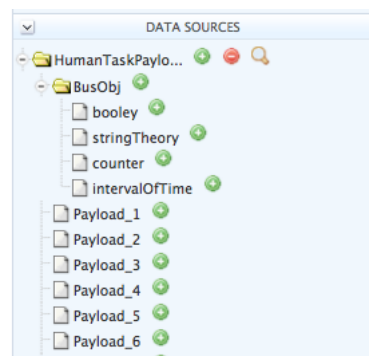 DATA SOURCES
HumanTaskPaylo...
BusObj
booley
stringTheory
counter
intervalOfTime
Payload_1
Payload_2
Payload_3
Payload_4
Payload_5
Payload_6